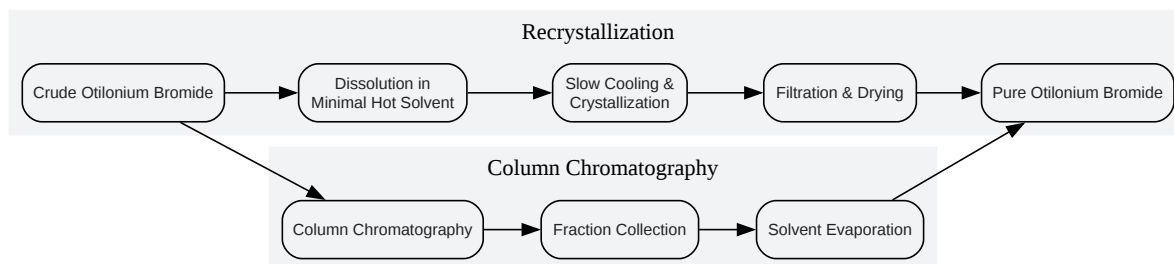 Recrystallization
Crude Otilonium Bromide
Dissolution in
Minimal Hot Solvent
Slow Cooling &
Crystallization
Filtration & Drying
Pure Otilonium Bromide
Column Chromatography
Column Chromatography
Fraction Collection
Solvent Evaporation